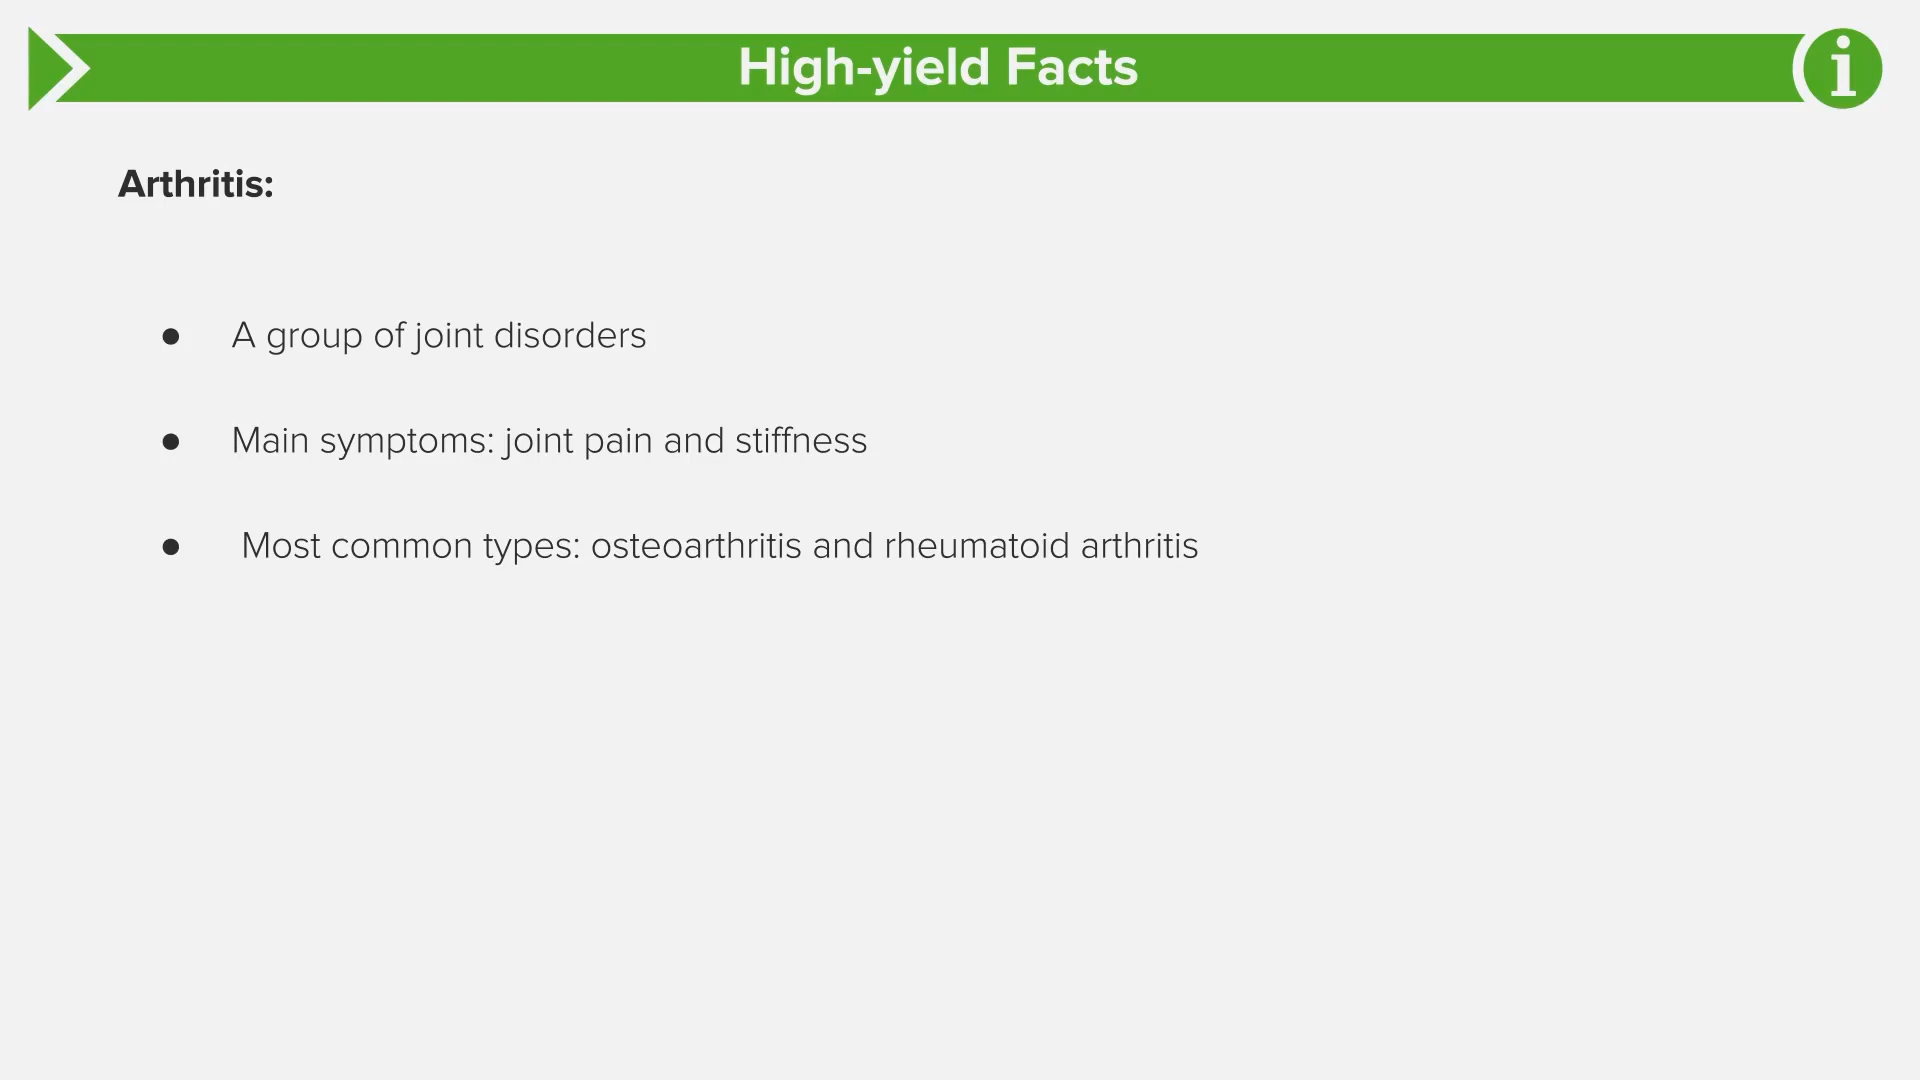 High-yield Facts
i
Arthritis:
● A group of joint disorders
● Main symptoms: joint pain and stiffness
● Most common types: osteoarthritis and rheumatoid arthritis